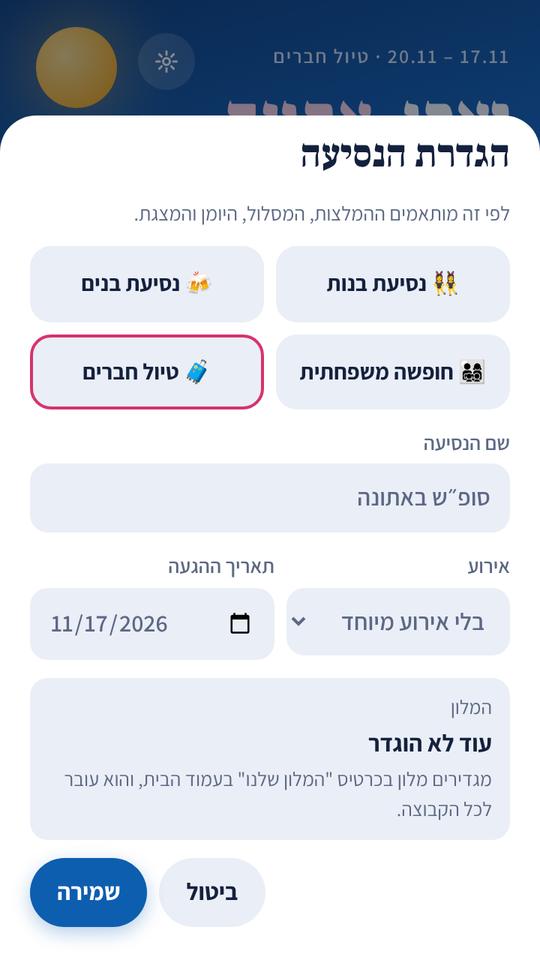 17.11 – 20.11 · טיול חברים
הגדרת הנסיעה
לפי זה מותאמים ההמלצות, המסלול, היומן והמצגת.
👯 נסיעת בנות
🍻 נסיעת בנים
👨‍👩‍👧‍👦 חופשה משפחתית
🧳 טיול חברים
שם הנסיעה
סופ״ש באתונה
אירוע
תאריך ההגעה
בלי אירוע מיוחד
11/17/2026
המלון
עוד לא הוגדר
מגדירים מלון בכרטיס "המלון שלנו" בעמוד הבית, והוא עובר
לכל הקבוצה.
ביטול
שמירה